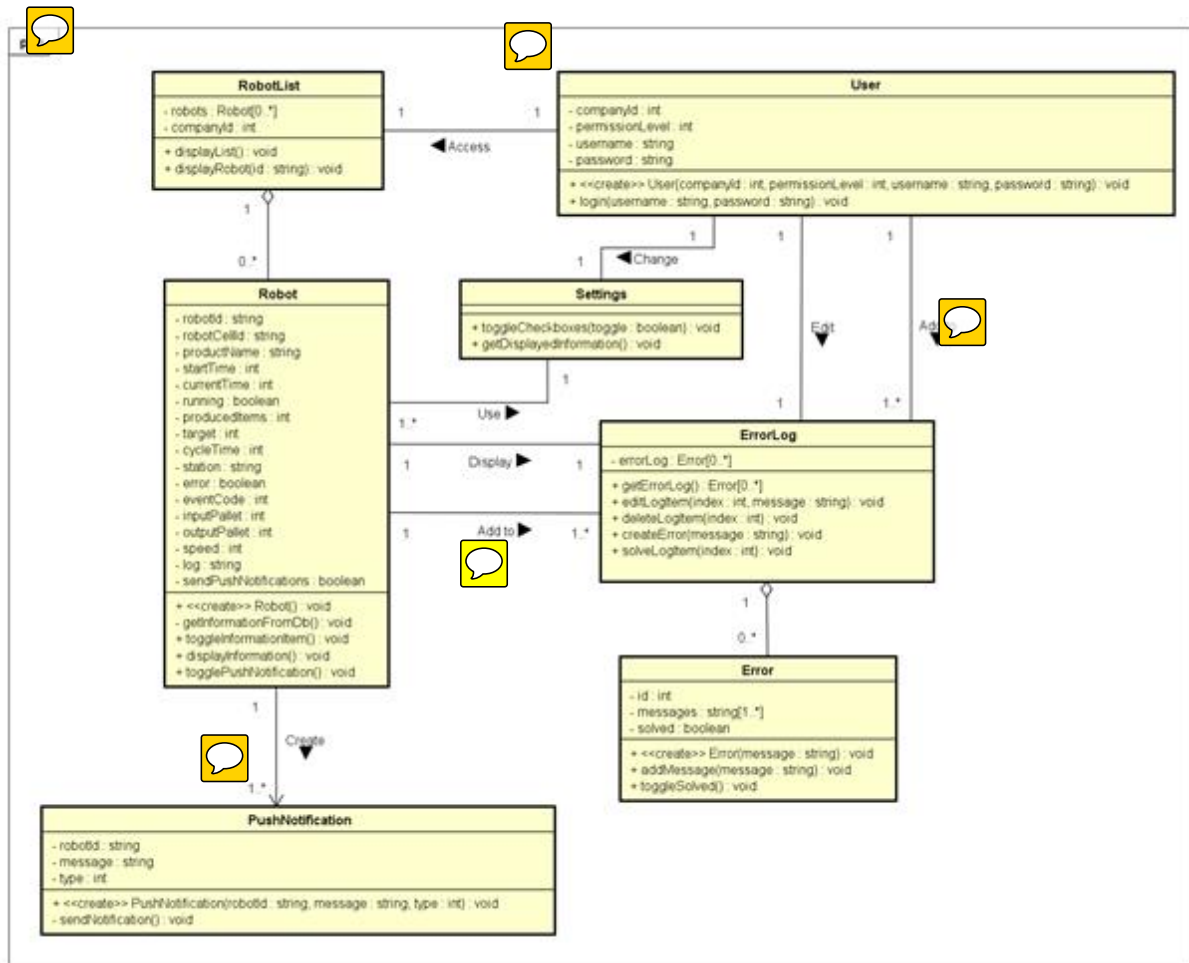 RobotList
- robots : Robot[0..*]
- companyId : int
+ displayList() : void
+ displayRobot(id : string) : void
1
1
Access
User
- companyId : int
- permissionLevel : int
- username : string
- password : string
+ <<create>> User(companyId : int, permissionLevel : int, username : string, password : string) : void
+ login(username : string, password : string) : void
1
0..*
1
1
Change
1
1
Edit
1
1
1..*
Robot
- robotId : string
- robotCellId : string
- productName : string
- startTime : int
- currentTime : int
- running : boolean
- producedItems : int
- target : int
- cycleTime : int
- station : string
- error : boolean
- eventCode : int
- inputPallet : int
- outputPallet : int
- speed : int
- log : string
- sendPushNotifications : boolean
+ <<create>> Robot() : void
- getInformationFromDb() : void
+ toggleInformationItem() : void
+ displayInformation() : void
+ togglePushNotification() : void
Settings
+ toggleCheckboxes(toggle : boolean) : void
+ getDisplayedInformation() : void
1
1..*
Use
1
Display
1
1
Add to
1..*
ErrorLog
- errorLog : Error[0..*]
+ getErrorLog() : Error[0..*]
+ editLogItem(index : int, message : string) : void
+ deleteLogItem(index : int) : void
+ createError(message : string) : void
+ solveLogItem(index : int) : void
1
0..*
Error
- id : int
- messages : string[1..*]
- solved : boolean
+ <<create>> Error(message : string) : void
+ addMessage(message : string) : void
+ toggleSolved() : void
1
Create
1..*
PushNotification
- robotId : string
- message : string
- type : int
+ <<create>> PushNotification(robotId : string, message : string, type : int) : void
- sendNotification() : void